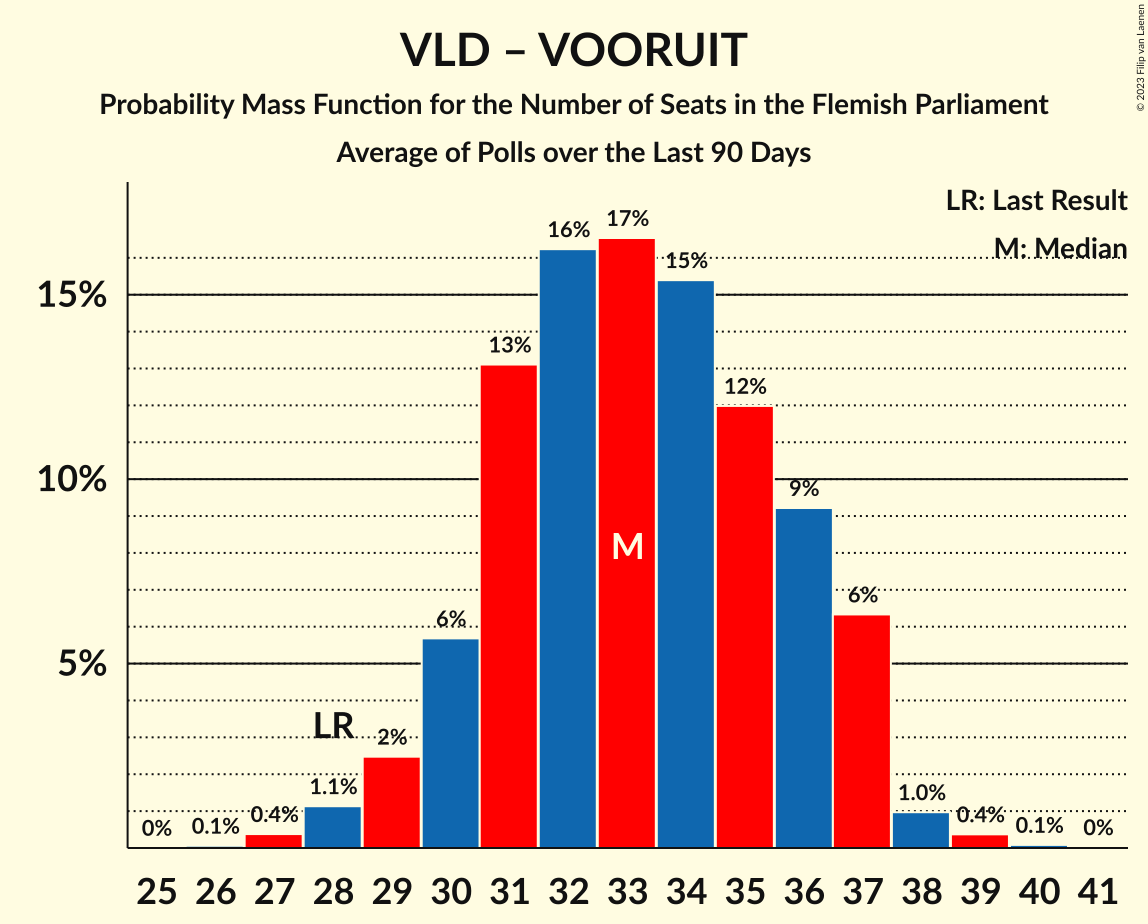 VLD – VOORUIT
Probability Mass Function for the Number of Seats in the Flemish Parliament
Average of Polls over the Last 90 Days
© 2023 Filip van Laenen
LR: Last Result
M: Median
15%
10%
5%
0%
0.1%
0.4%
1.1%
LR
2%
6%
13%
16%
17%
M
15%
12%
9%
6%
1.0%
0.4%
0.1%
0%
25 26 27 28 29 30 31 32 33 34 35 36 37 38 39 40 41